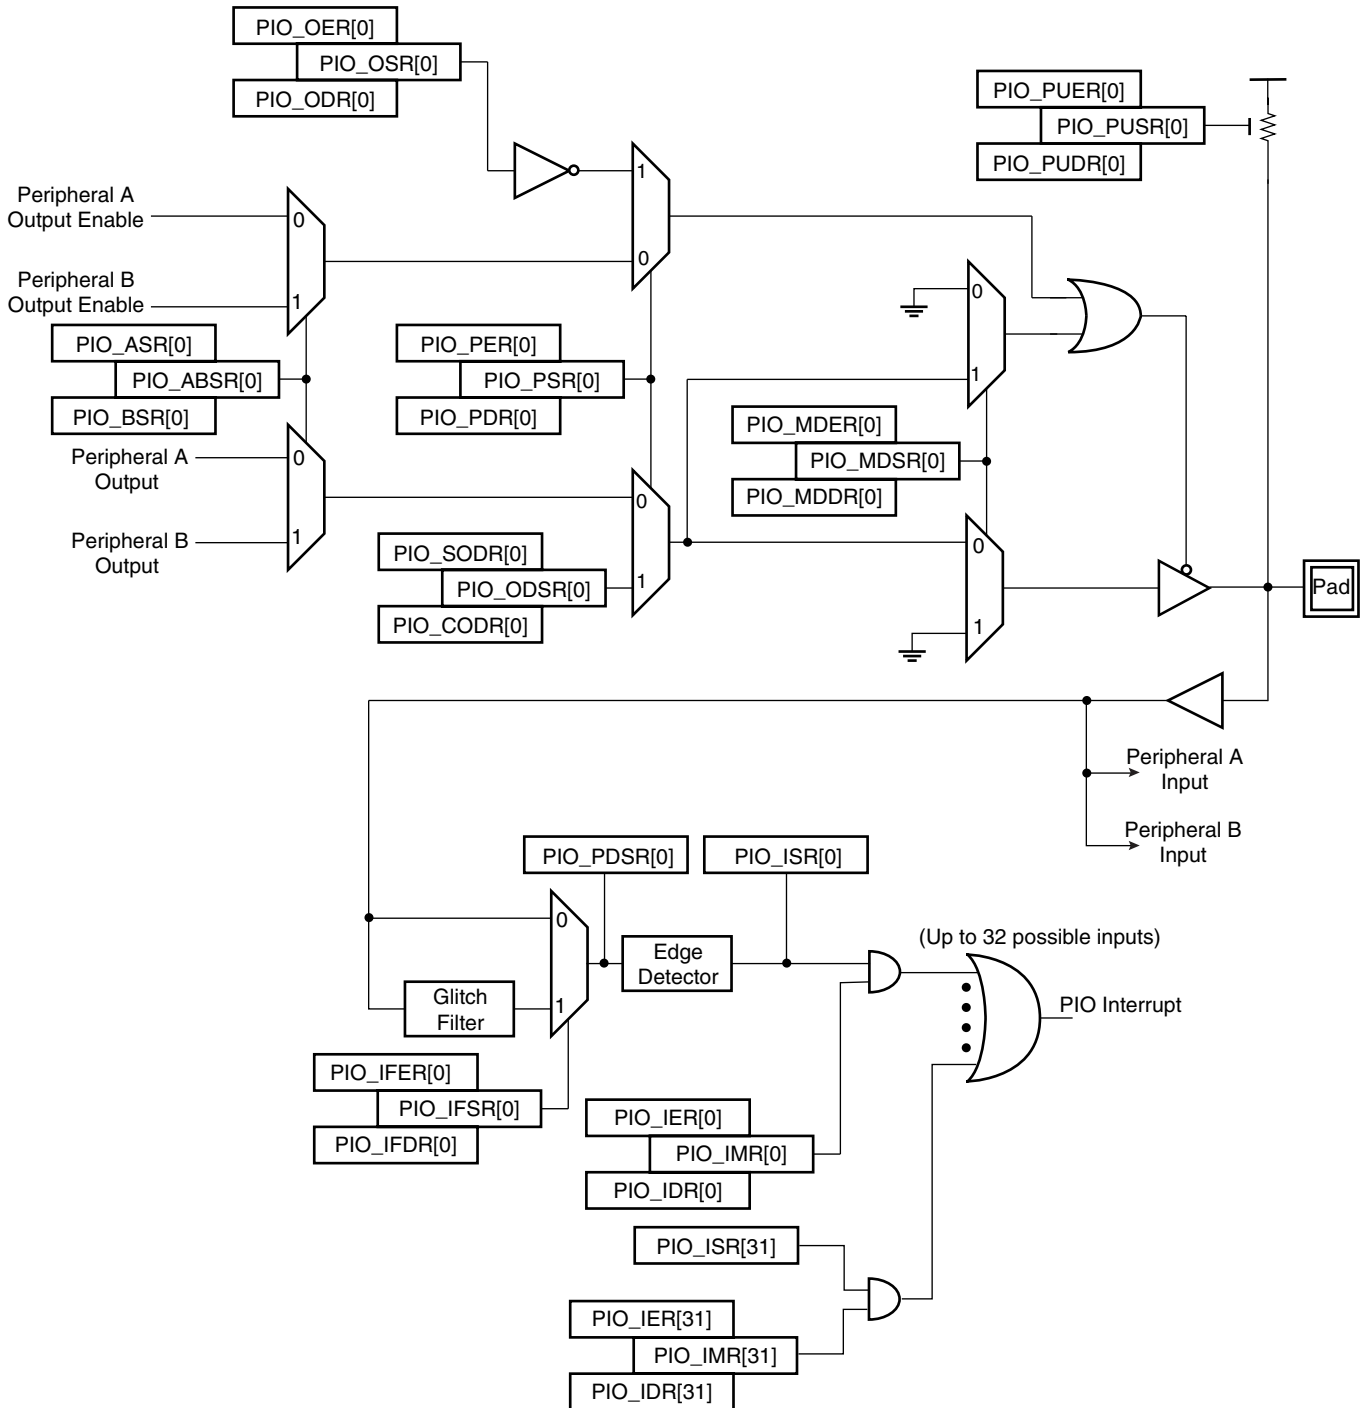 PIO_OER[0]
PIO_OSR[0]
PIO_ODR[0]
PIO_PUER[0]
PIO_PUSR[0]
PIO_PUDR[0]
1
0
Peripheral A
Output Enable
0
Peripheral B
Output Enable
1
0
1
PIO_ASR[0]
PIO_ABSR[0]
PIO_BSR[0]
PIO_PER[0]
PIO_PSR[0]
PIO_PDR[0]
PIO_MDER[0]
PIO_MDSR[0]
PIO_MDDR[0]
Peripheral A
Output
0
Peripheral B
Output
1
0
1
PIO_SODR[0]
PIO_ODSR[0]
PIO_CODR[0]
0
1
Pad
Peripheral A
Input
Peripheral B
Input
PIO_PDSR[0]
PIO_ISR[0]
0
1
Glitch
Filter
Edge
Detector
(Up to 32 possible inputs)
PIO Interrupt
PIO_IFER[0]
PIO_IFSR[0]
PIO_IFDR[0]
PIO_IER[0]
PIO_IMR[0]
PIO_IDR[0]
PIO_ISR[31]
PIO_IER[31]
PIO_IMR[31]
PIO_IDR[31]